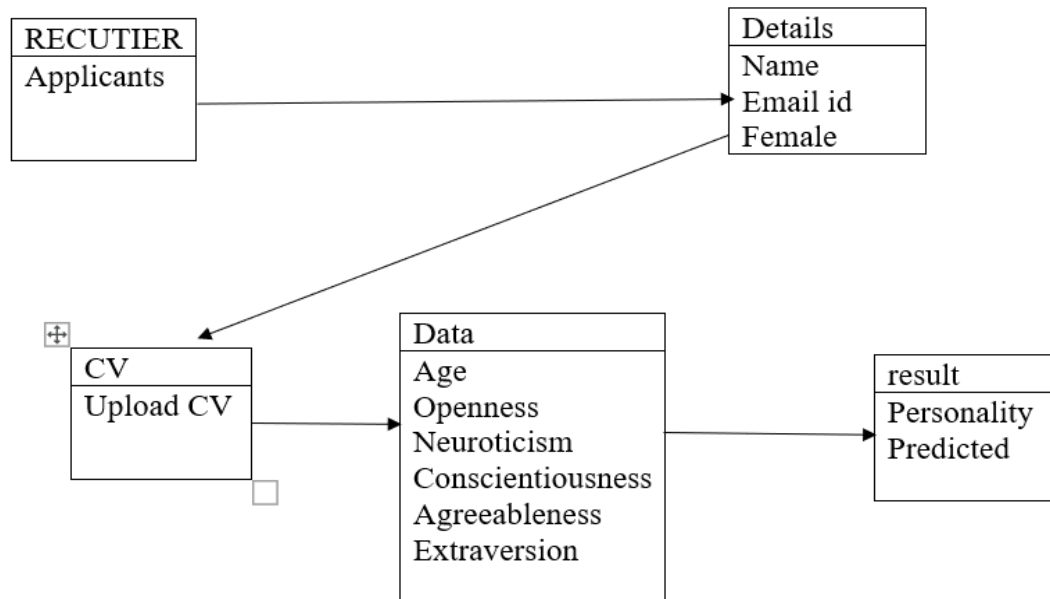 RECUTIER
Applicants
Details
Name
Email id
Female
CV
Upload CV
Data
Age
Openness
Neuroticism
Conscientiousness
Agreeableness
Extraversion
result
Personality
Predicted